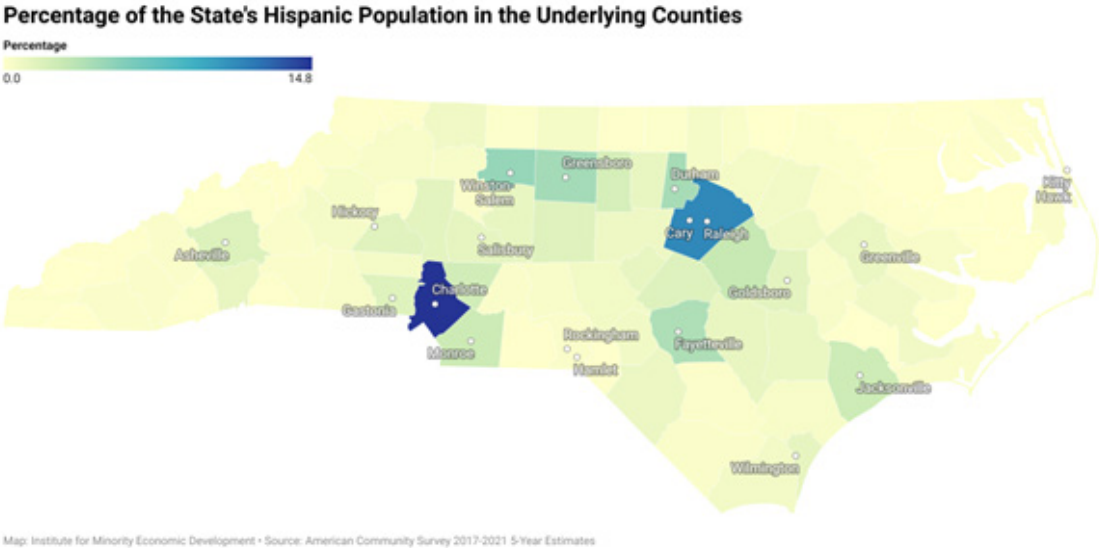 Percentage of the State's Hispanic Population in the Underlying Counties
Percentage
0.0 14.8
Greensboro
Durham
Winston-
Salem
Kitty
Hawk
Hickory
Cary Raleigh
Asheville
Salisbury
Greenville
Charlotte
Goldsboro
Gastonia
Rockingham
Fayetteville
Monroe
Hamlet
Jacksonville
Wilmington
Map: Institute for Minority Economic Development • Source: American Community Survey 2017-2021 5-Year Estimates